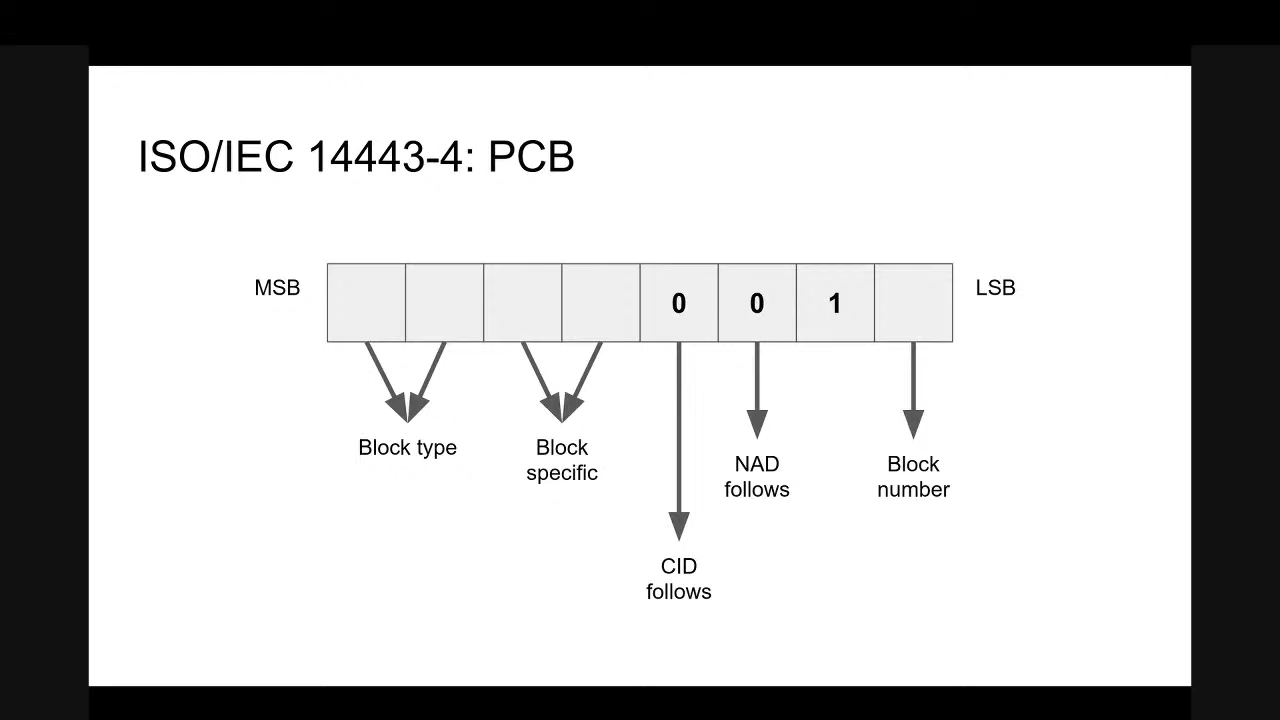 ISO/IEC 14443-4: PCB
MSB
0
0
1
LSB
Block type
Block
specific
NAD
follows
Block
number
CID
follows